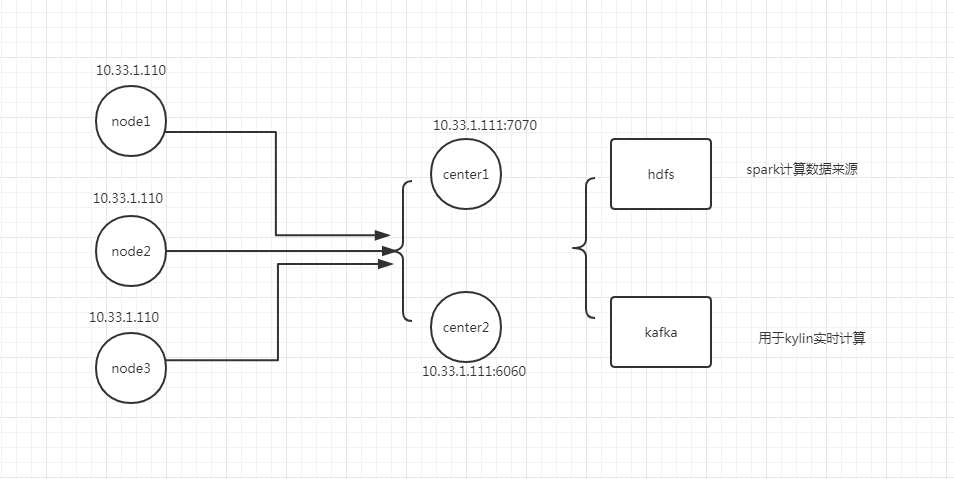 10.33.1.110
node1
10.33.1.110
node2
10.33.1.110
node3
10.33.1.111:7070
center1
center2
10.33.1.111:6060
hdfs
spark计算数据来源
kafka
用于kylin实时计算